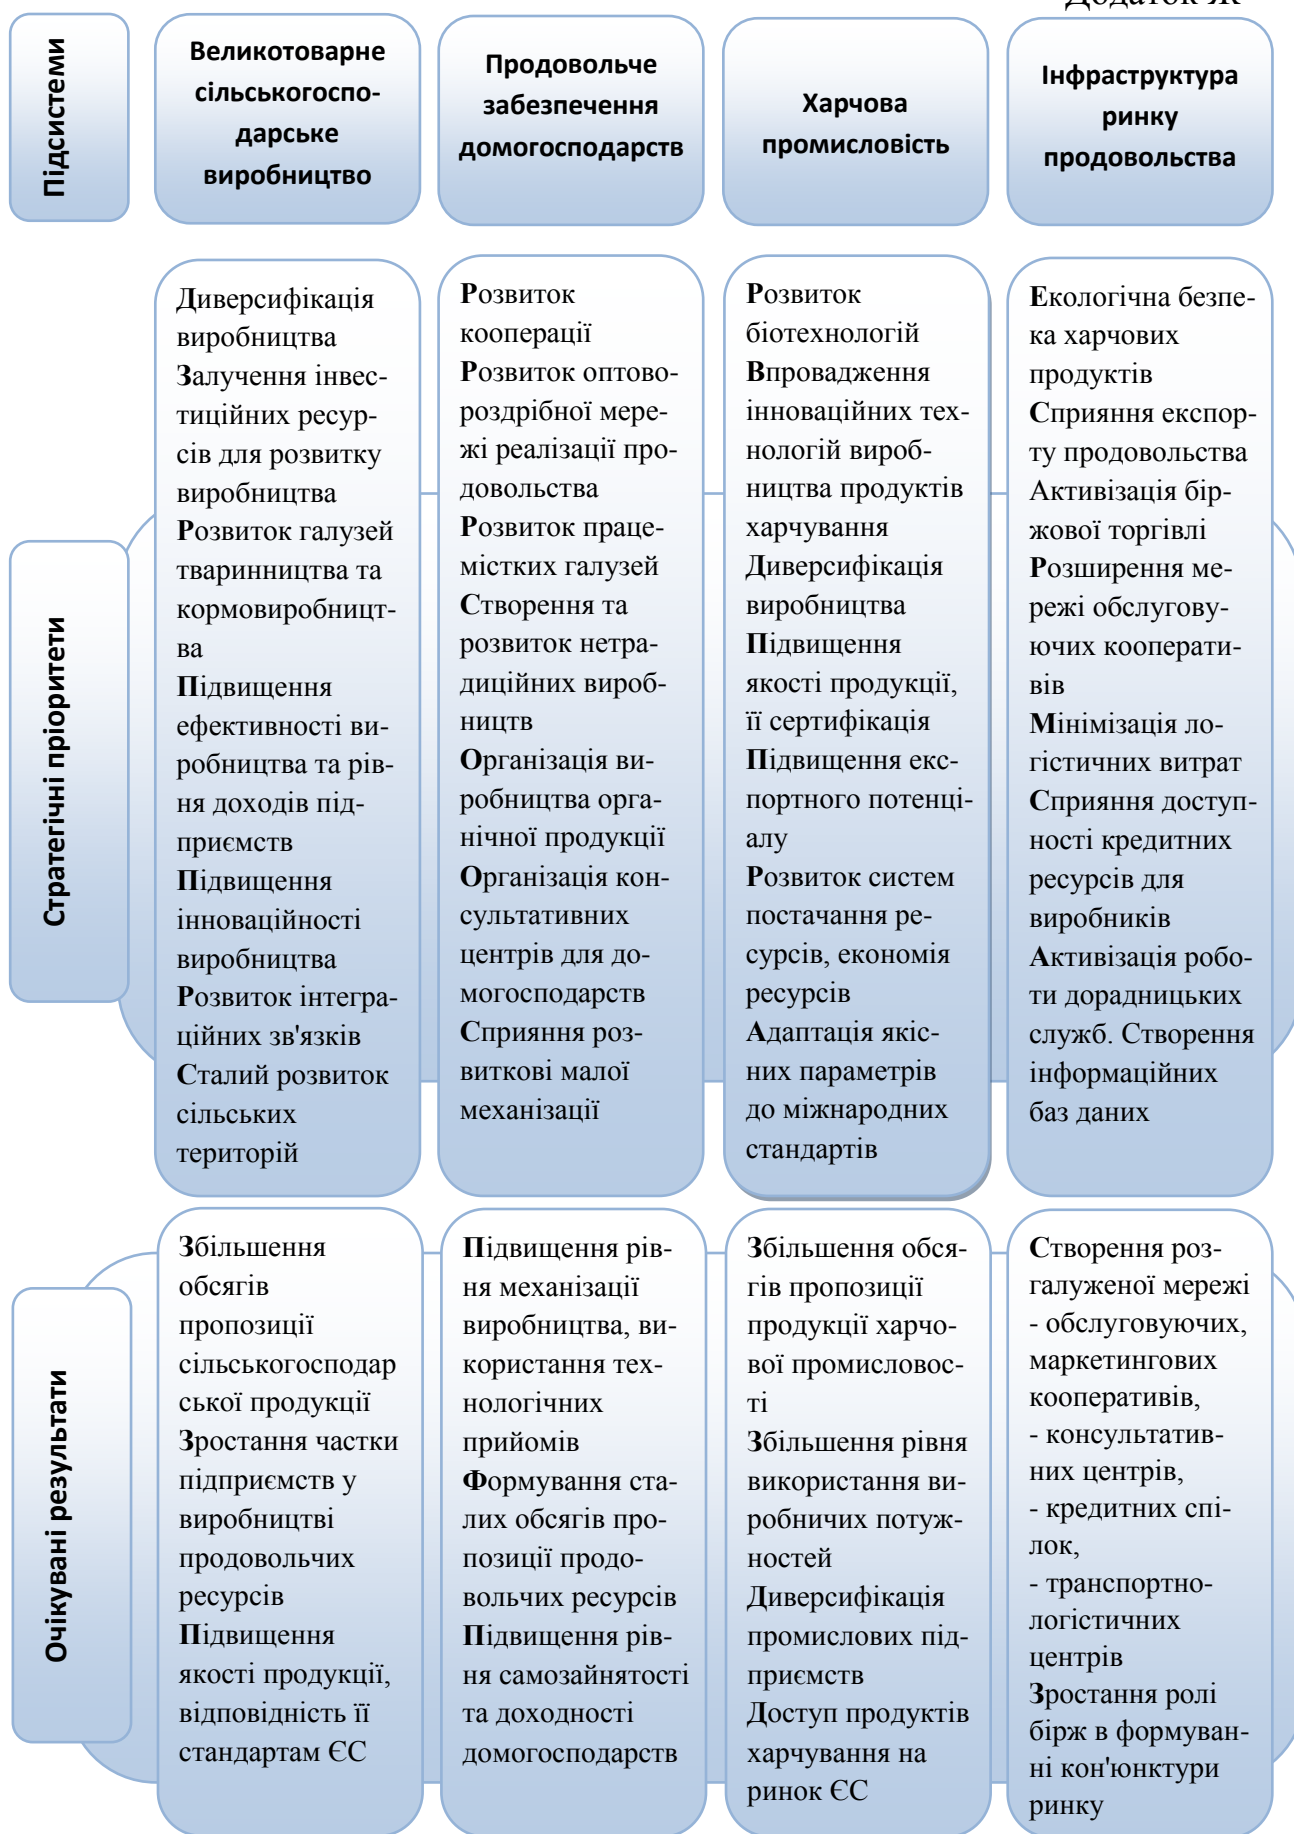 Додаток Ж
Підсистеми
Великотоварне
сільськогоспо-
дарське
виробництво
Продовольче
забезпечення
домогосподарств
Харчова
промисловість
Інфраструктура
ринку
продовольства
Стратегічні пріоритети
Диверсифікація
виробництва
Залучення інвес-
тиційних ресур-
сів для розвитку
виробництва
Розвиток галузей
тваринництва та
кормовиробницт-
ва
Підвищення
ефективності ви-
робництва та рів-
ня доходів під-
приємств
Підвищення
інноваційності
виробництва
Розвиток інтегра-
ційних зв'язків
Сталий розвиток
сільських
територій
Розвиток
кооперації
Розвиток оптово-
роздрібної мере-
жі реалізації про-
довольства
Розвиток праце-
містких галузей
Створення та
розвиток нетра-
диційних вироб-
ництв
Організація ви-
робництва орга-
нічної продукції
Організація кон-
сультативних
центрів для до-
могосподарств
Сприяння роз-
виткові малої
механізації
Розвиток
біотехнологій
Впровадження
інноваційних тех-
нологій вироб-
ництва продуктів
харчування
Диверсифікація
виробництва
Підвищення
якості продукції,
її сертифікація
Підвищення екс-
портного потенці-
алу
Розвиток систем
постачання ре-
сурсів, економія
ресурсів
Адаптація якіс-
них параметрів
до міжнародних
стандартів
Екологічна безпе-
ка харчових
продуктів
Сприяння експор-
ту продовольства
Активізація бір-
жової торгівлі
Розширення ме-
режі обслугову-
ючих кооперати-
вів
Мінімізація ло-
гістичних витрат
Сприяння доступ-
ності кредитних
ресурсів для
виробників
Активізація робо-
ти дорадницьких
служб. Створення
інформаційних
баз даних
Очікувані результати
Збільшення
обсягів
пропозиції
сільськогосподар
ської продукції
Зростання частки
підприємств у
виробництві
продовольчих
ресурсів
Підвищення
якості продукції,
відповідність її
стандартам ЄС
Підвищення рів-
ня механізації
виробництва, ви-
користання тех-
нологічних
прийомів
Формування ста-
лих обсягів про-
позиції продо-
вольчих ресурсів
Підвищення рів-
ня самозайнятості
та доходності
домогосподарств
Збільшення обся-
гів пропозиції
продукції харчо-
вої промисловос-
ті
Збільшення рівня
використання ви-
робничих потуж-
ностей
Диверсифікація
промислових під-
приємств
Доступ продуктів
харчування на
ринок ЄС
Створення роз-
галуженої мережі
- обслуговуючих,
маркетингових
кооперативів,
- консультатив-
них центрів,
- кредитних спі-
лок,
- транспортно-
логістичних
центрів
Зростання ролі
бірж в формуван-
ні кон'юнктури
ринку